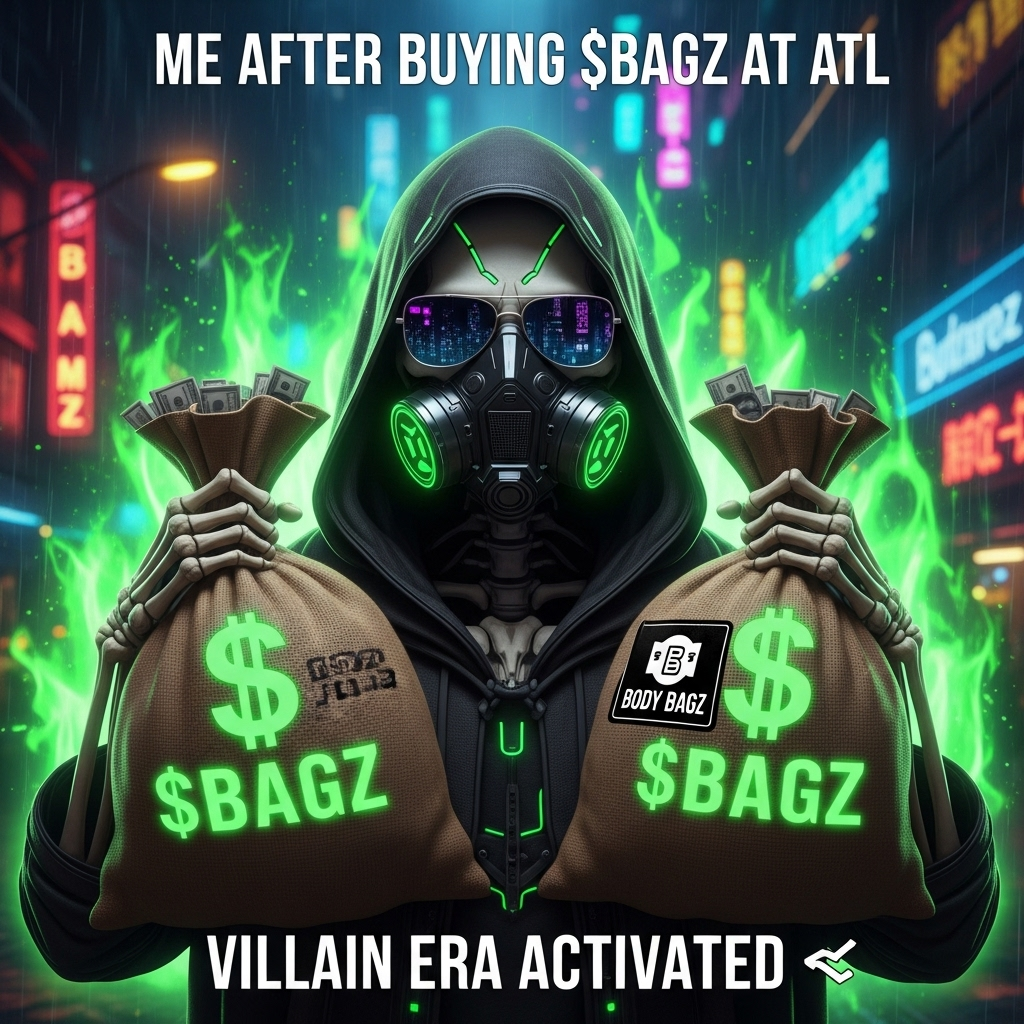 ME AFTER BUYING $BAGZ AT ATL
BAMZ
$
$BAGZ
B
BODY BAGZ
$
$BAGZ
VILLAIN ERA ACTIVATED